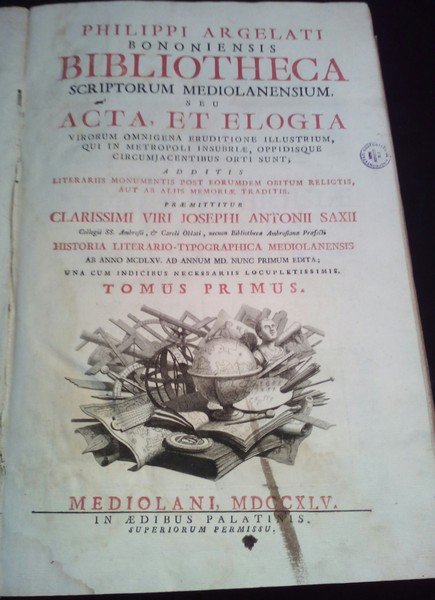 PHILIPPI ARGELATI
BONONIENSIS
BIBLIOTHECA
SCRIPTORUM MEDIOLANENSIUM,
SEU
ACTA, ET ELOGIA
VIRORUM OMNIGENA ERUDITIONE ILLUSTRIUM,
QUI IN METROPOLI INSUBRIÆ, OPPIDISQUE
CIRCUMJACENTIBUS ORTI SUNT;
ADDITIS
LITERARIIS MONUMENTIS POST EORUMDEM OBITUM RELICTIS,
AUT AB ALIIS MEMORIÆ TRADITIS.
PRÆMITTITUR
CLARISSIMI VIRI JOSEPHI ANTONII SAXII
Collegii SS. Ambrosii, & Caroli Oblati, necnon Bibliothecæ Ambrosianæ Præfecti
HISTORIA LITERARIO-TYPOGRAPHICA MEDIOLANENSIS
AB ANNO MCDLXV. AD ANNUM MD. NUNC PRIMUM EDITA;
UNA CUM INDICIBUS NECESSARIIS LOCUPLETISSIMIS.
TOMUS PRIMUS.
MEDIOLANI, MDCCXLV.
IN ÆDIBUS PALATINIS.
SUPERIORUM PERMISSU.